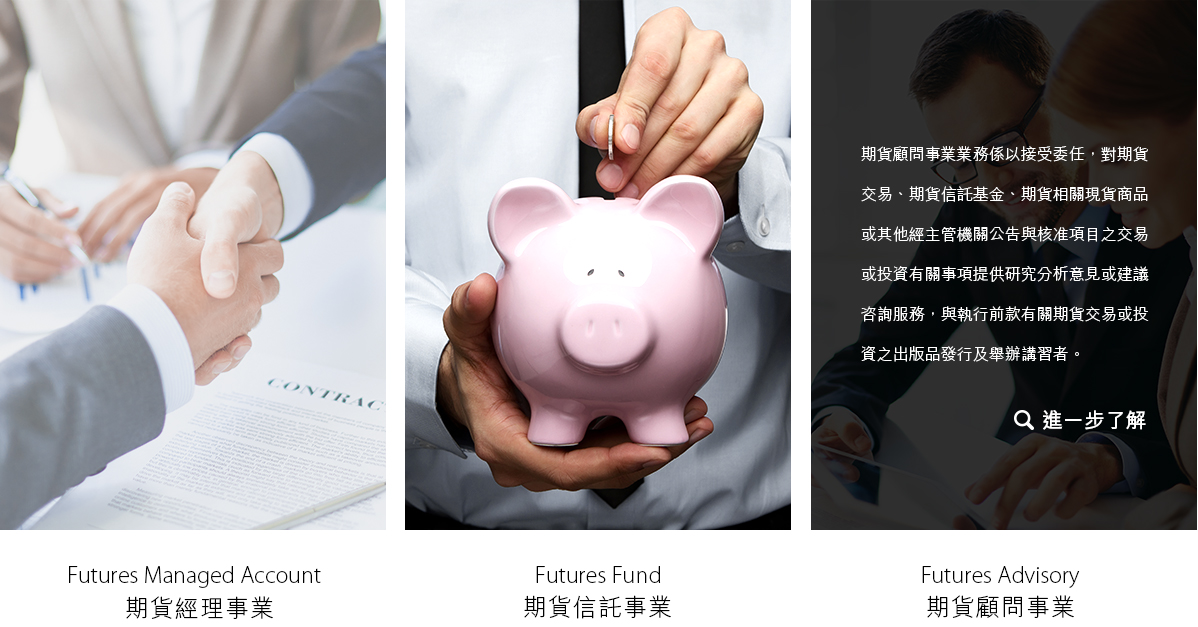 CONTRAC
期貨顧問事業業務係以接受委任，對期貨
交易、期貨信託基金、期貨相關現貨商品
或其他經主管機關公告與核准項目之交易
或投資有關事項提供研究分析意見或建議
咨詢服務，與執行前款有關期貨交易或投
資之出版品發行及舉辦講習者。
進一步了解
Futures Managed Account
期貨經理事業
Futures Fund
期貨信託事業
Futures Advisory
期貨顧問事業